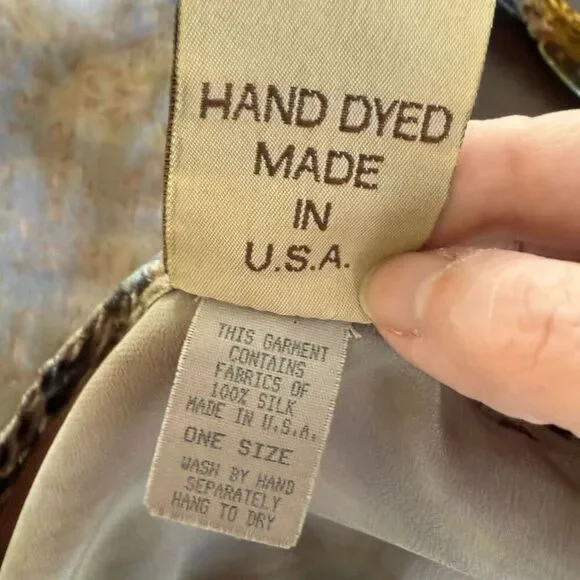 HAND DYED
MADE
IN
U.S.A.
THIS GARMENT
CONTAINS
FABRICS OF
100% SILK
MADE IN U.S.A.
ONE SIZE
WASH BY HAND
SEPARATELY
HANG TO DRY